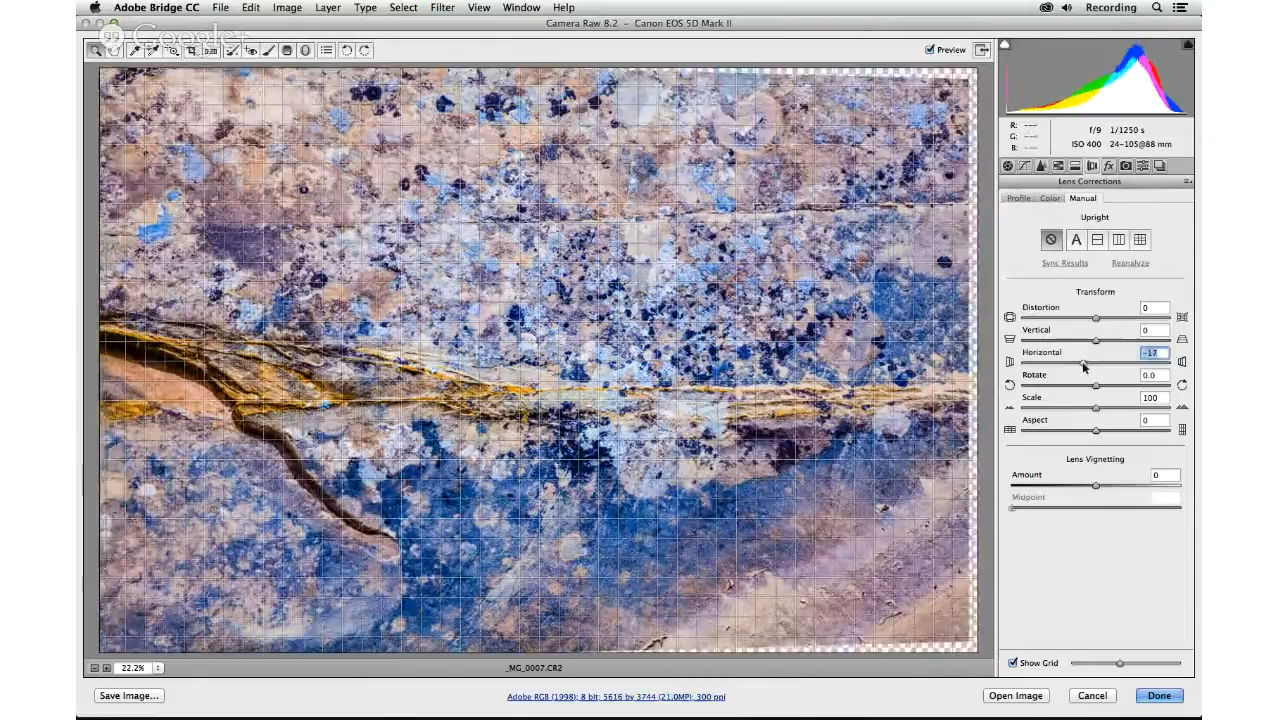 Adobe Bridge CC File Edit Image Layer Type Select Filter View Window Help Recording
Camera Raw 8.2 - Canon EOS 5D Mark II
Google+
Preview
R: ---
G: ---
B: ---
f/9 1/1250 s
ISO 400 24-105@88 mm
Lens Corrections
Profile Color Manual
Upright
A
Sync Results Reanalyze
Transform
Distortion 0
Vertical 0
Horizontal -17
Rotate 0.0
Scale 100
Aspect 0
Lens Vignetting
Amount 0
Midpoint
Show Grid
22.2%
_MG_0007.CR2
Save Image...
Adobe RGB (1998); 8 bit; 5616 by 3744 (21.0MP); 300 ppi
Open Image Cancel Done